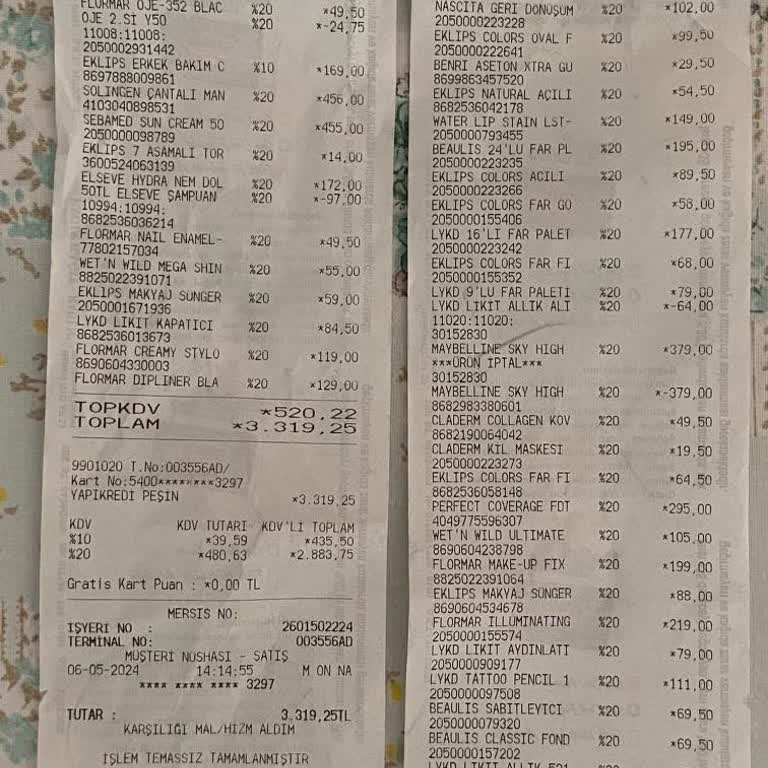 FLORMAR OJE-352 BLAC %20 *49,50
OJE 2.Sİ Y50 %20 *-24,75
11008:11008:
2050002931442
EKLIPS ERKEK BAKIM C %10 *169,00
8697888009861
SOLINGEN ÇANTALI MAN %20 *456,00
4103040898531
SEBAMED SUN CREAM 50 %20 *455,00
2050000098789
EKLIPS 7 ASAMALI TOR %20 *14,00
3600524063139
ELSEVE HYDRA NEM DOL %20 *172,00
50TL ELSEVE ŞAMPUAN %20 *-97,00
10994:10994:
8682536036214
FLORMAR NAIL ENAMEL- %20 *49,50
77802157034
WET'N WILD MEGA SHIN %20 *55,00
8825022391071
EKLIPS MAKYAJ SÜNGER %20 *59,00
2050001671936
LYKD LIKIT KAPATICI %20 *84,50
8682536013673
FLORMAR CREAMY STYLO %20 *119,00
8690604330003
FLORMAR DIPLINER BLA %20 *129,00
TOPKDV *520,22
TOPLAM *3.319,25
9901020 T.No:003556AD/
Kart No:5400********3297
YAPIKREDİ PEŞİN *3.319,25
KDV KDV TUTARI KDV'Lİ TOPLAM
%10 *39,59 *435,50
%20 *480,63 *2.883,75
Gratis Kart Puan : *0,00 TL
MERSIS NO:
İŞYERİ NO : 2601502224
TERMİNAL NO: 003556AD
MÜŞTERİ NÜSHASI - SATIŞ
06-05-2024 14:14:55 M ON NA
**** **** **** 3297
TUTAR : 3.319,25TL
KARŞILIĞI MAL/HİZM ALDIM
İŞLEM TEMASSIZ TAMAMLANMIŞTIR
NASCITA GERI DONUSUM %20 *102,00
2050000223228
EKLIPS COLORS OVAL F %20 *99,50
2050000222641
BENRI ASETON XTRA GU %20 *29,50
8699863457520
EKLIPS NATURAL AÇILI %20 *54,50
8682536042178
WATER LIP STAIN LST- %20 *149,00
2050000793455
BEAULIS 24'LU FAR PL %20 *195,00
2050000223235
EKLIPS COLORS ACILI %20 *89,50
2050000223266
EKLIPS COLORS FAR GO %20 *58,00
2050000155406
LYKD 16'LI FAR PALET %20 *177,00
2050000223242
EKLIPS COLORS FAR FI %20 *68,00
2050000155352
LYKD 9'LU FAR PALETI %20 *79,00
LYKD LIKIT ALLIK ALT %20 *-64,00
11020:11020:
30152830
MAYBELLINE SKY HIGH %20 *379,00
***ÜRÜN İPTAL***
30152830
MAYBELLINE SKY HIGH %20 *-379,00
8682983380601
CLADERM COLLAGEN KOV %20 *49,50
8682190064042
CLADERM KIL MASKESI %20 *19,50
2050000223273
EKLIPS COLORS FAR FI %20 *64,50
8682536058148
PERFECT COVERAGE FDT %20 *295,00
4049775596307
WET'N WILD ULTIMATE %20 *105,00
8690604238798
FLORMAR MAKE-UP FIX %20 *199,00
8825022391064
EKLIPS MAKYAJ SÜNGER %20 *88,00
8690604534678
FLORMAR ILLUMINATING %20 *219,00
2050000155574
LYKD LIKIT AYDINLATI %20 *79,00
2050000909177
LYKD TATTOO PENCIL 1 %20 *111,00
2050000097508
BEAULIS SABITLEYICI %20 *69,50
2050000079320
BEAULIS CLASSIC FOND %20 *69,50
2050000157202
LYKD LIKIT ALLIK